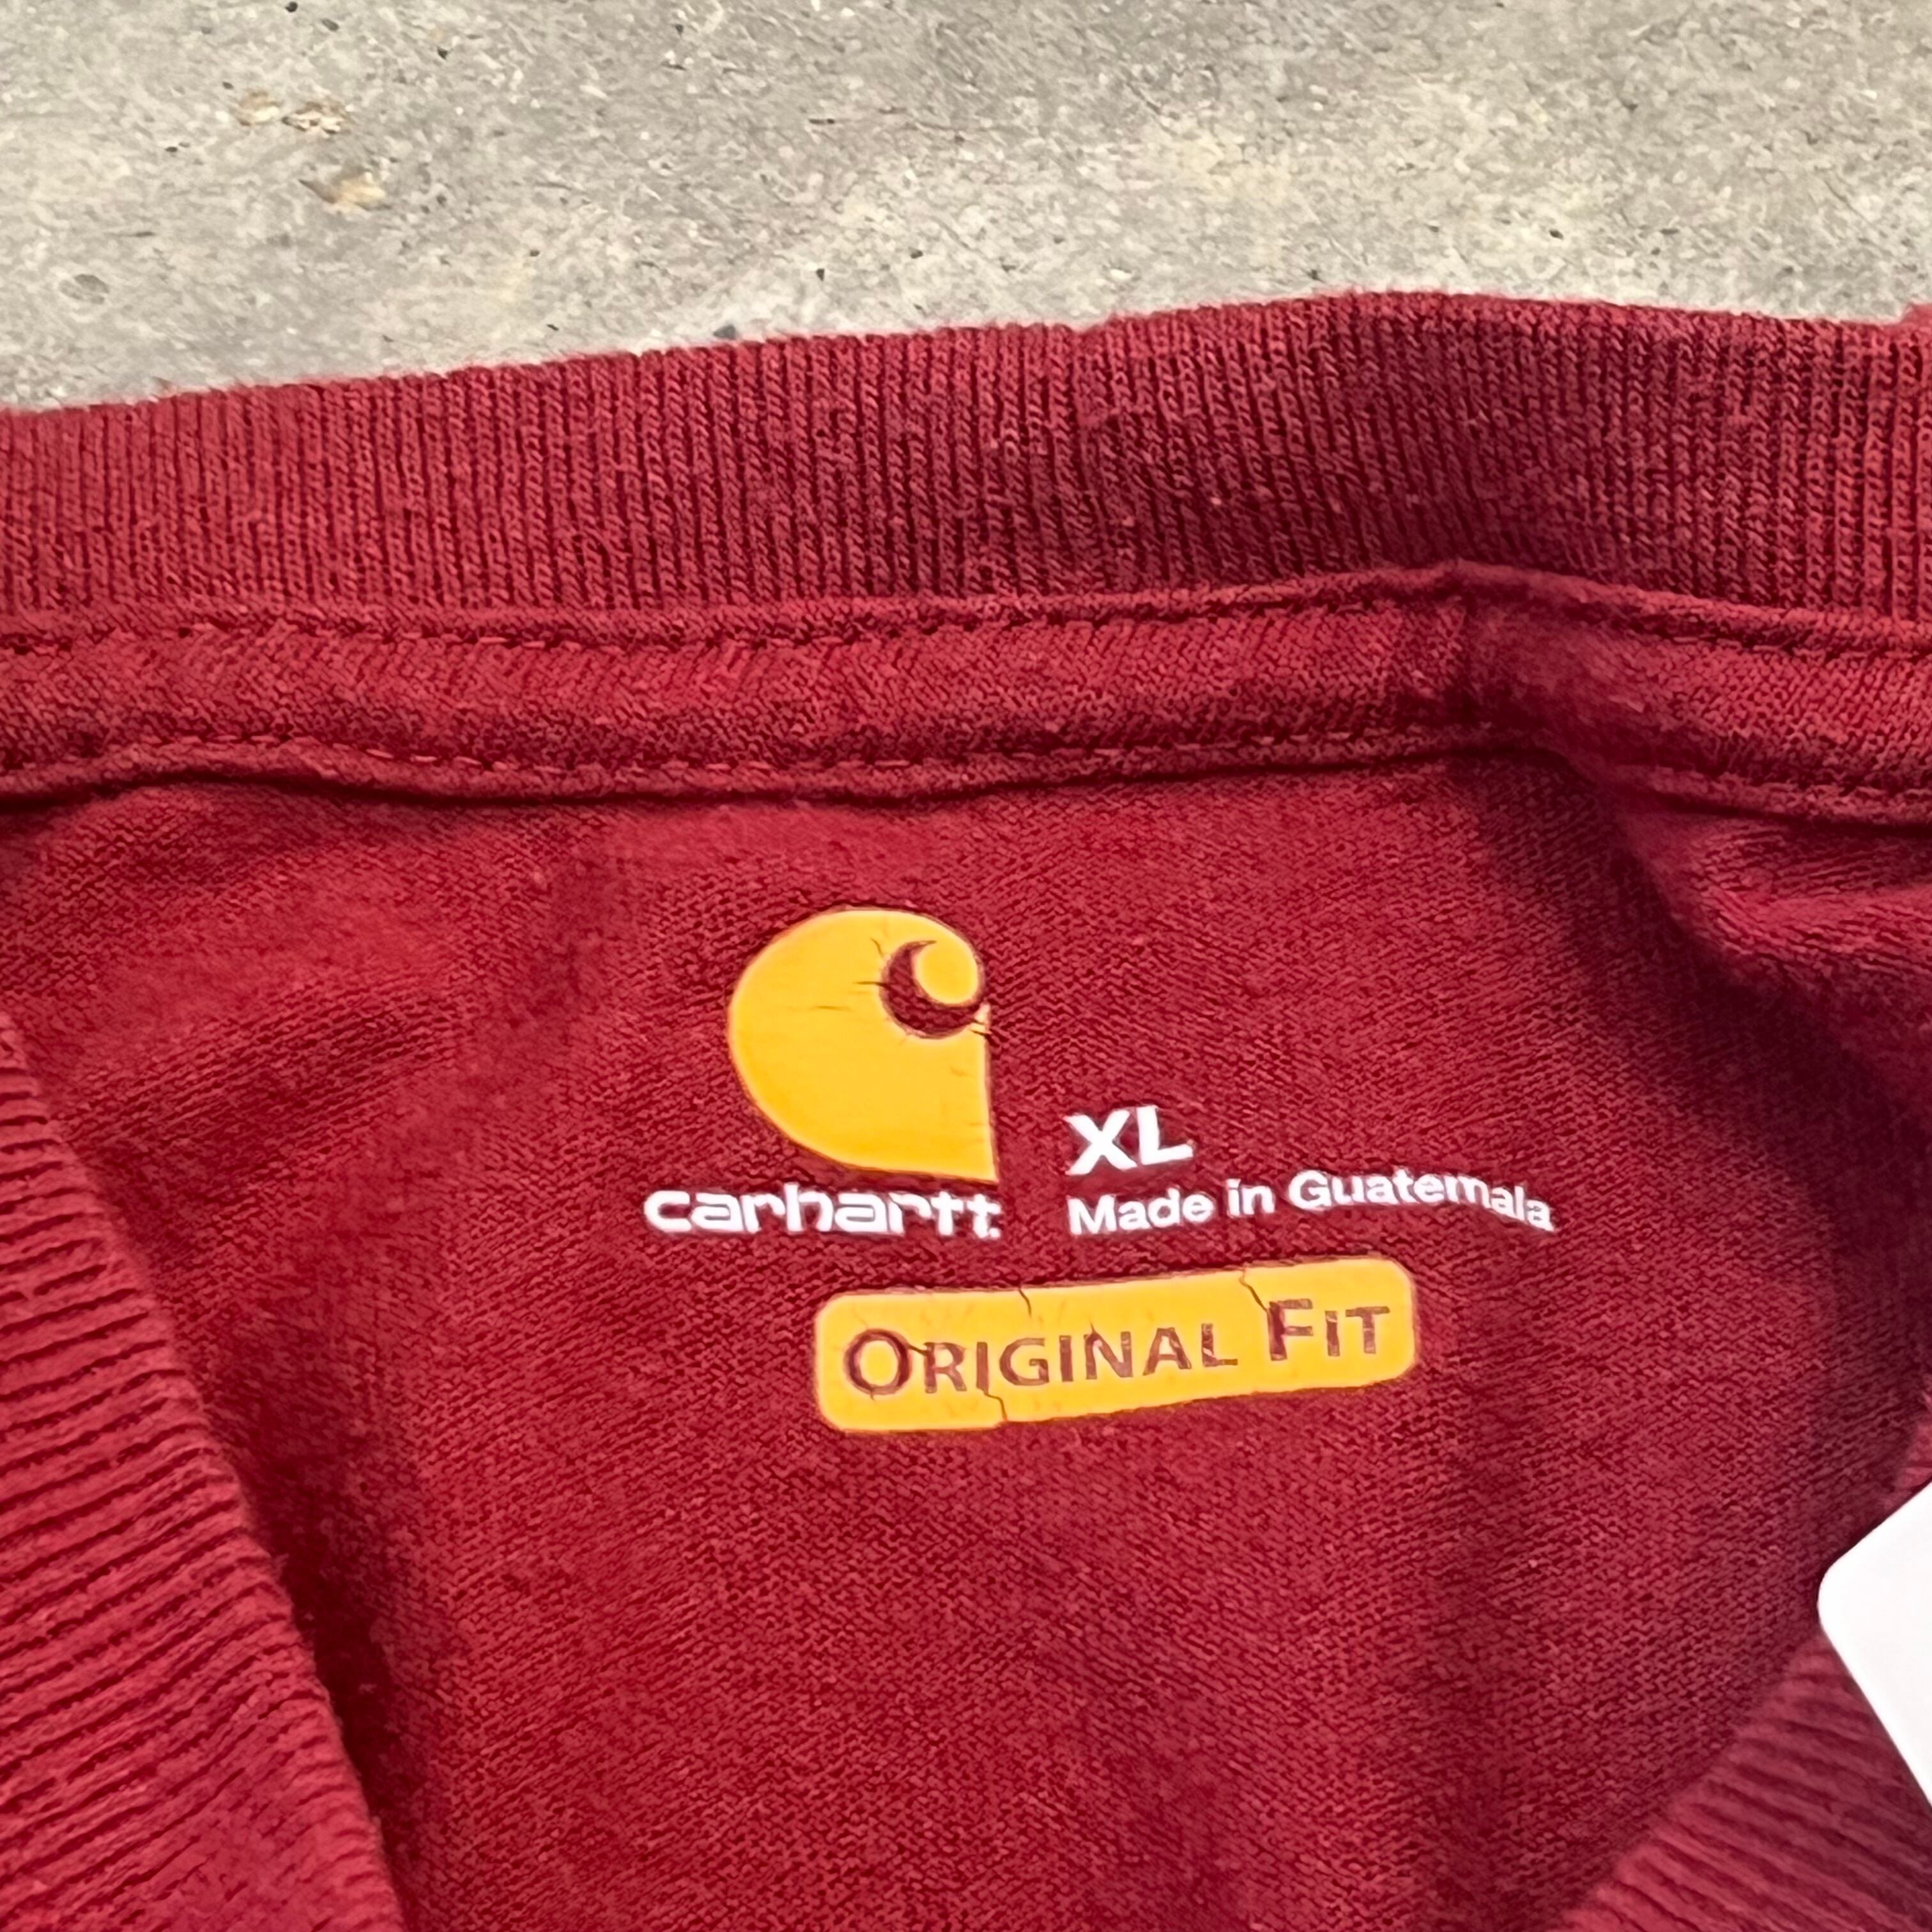 XL
carhartt
Made in Guatemala
ORIGINAL FIT